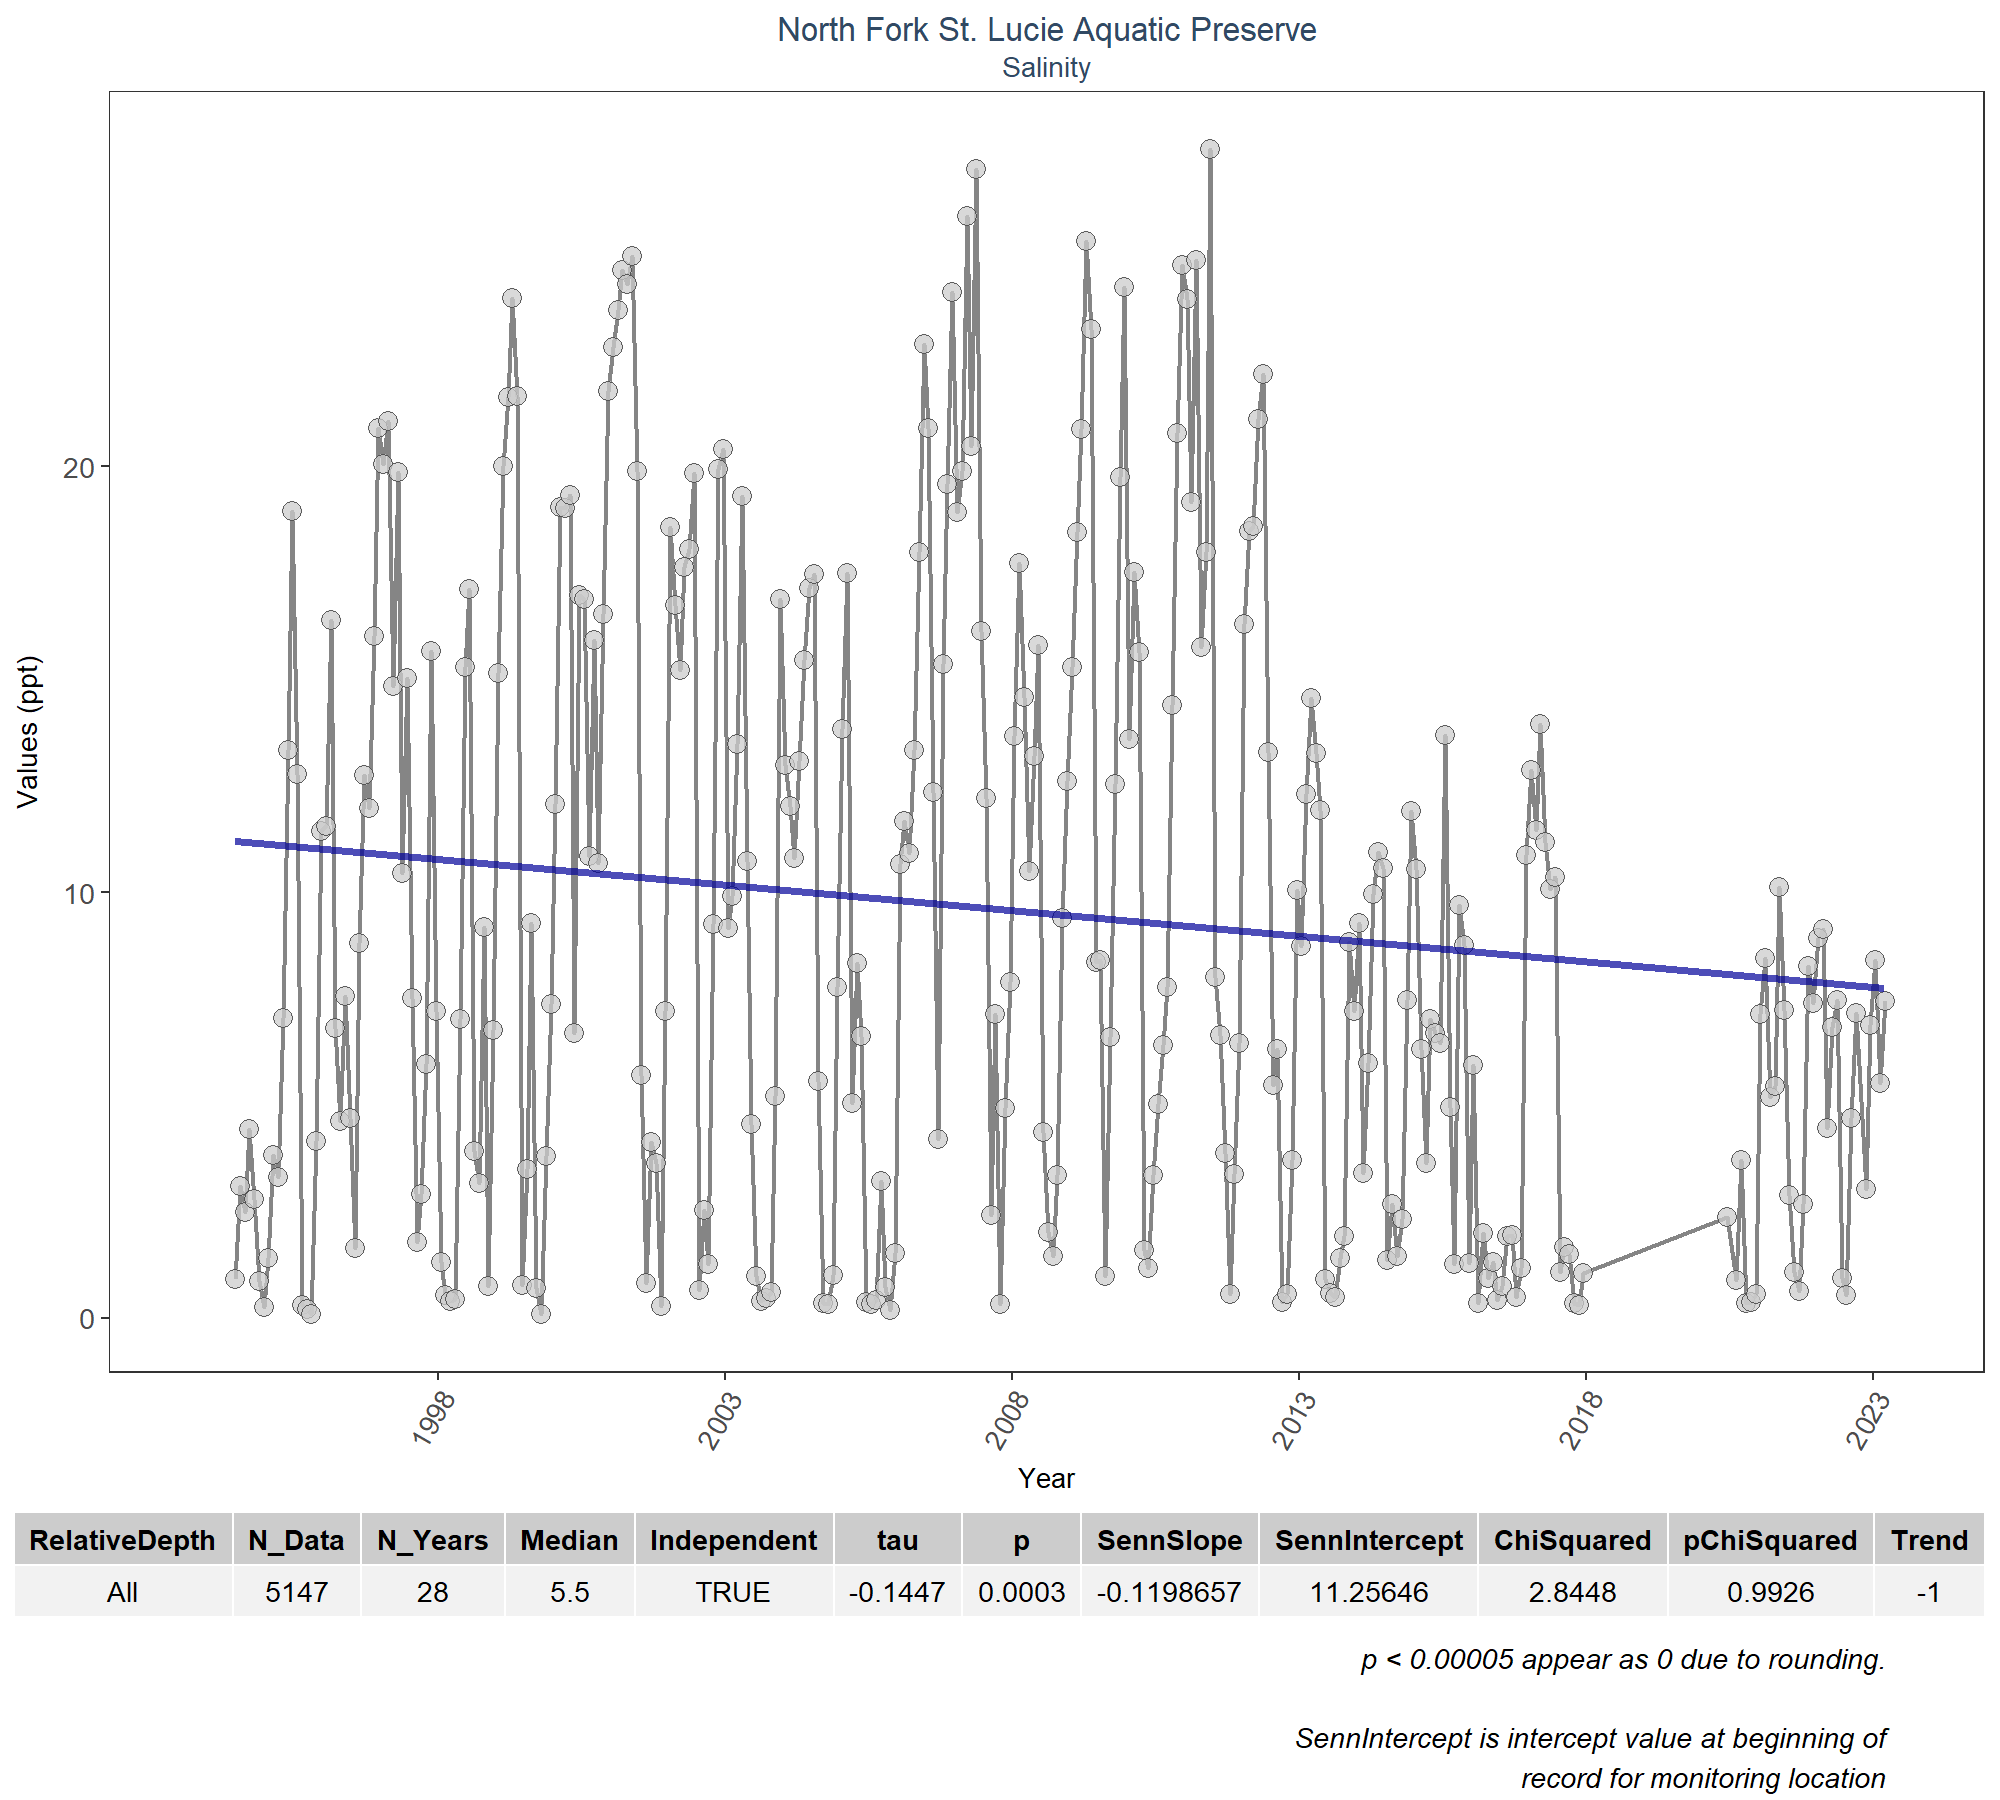 North Fork St. Lucie Aquatic Preserve
Salinity
Values (ppt)
20
10
0
1998 2003 2008 2013 2018 2023
Year
RelativeDepth N_Data N_Years Median Independent tau p SennSlope SennIntercept ChiSquared pChiSquared Trend
All 5147 28 5.5 TRUE -0.1447 0.0003 -0.1198657 11.25646 2.8448 0.9926 -1
p < 0.00005 appear as 0 due to rounding.
SennIntercept is intercept value at beginning of
record for monitoring location